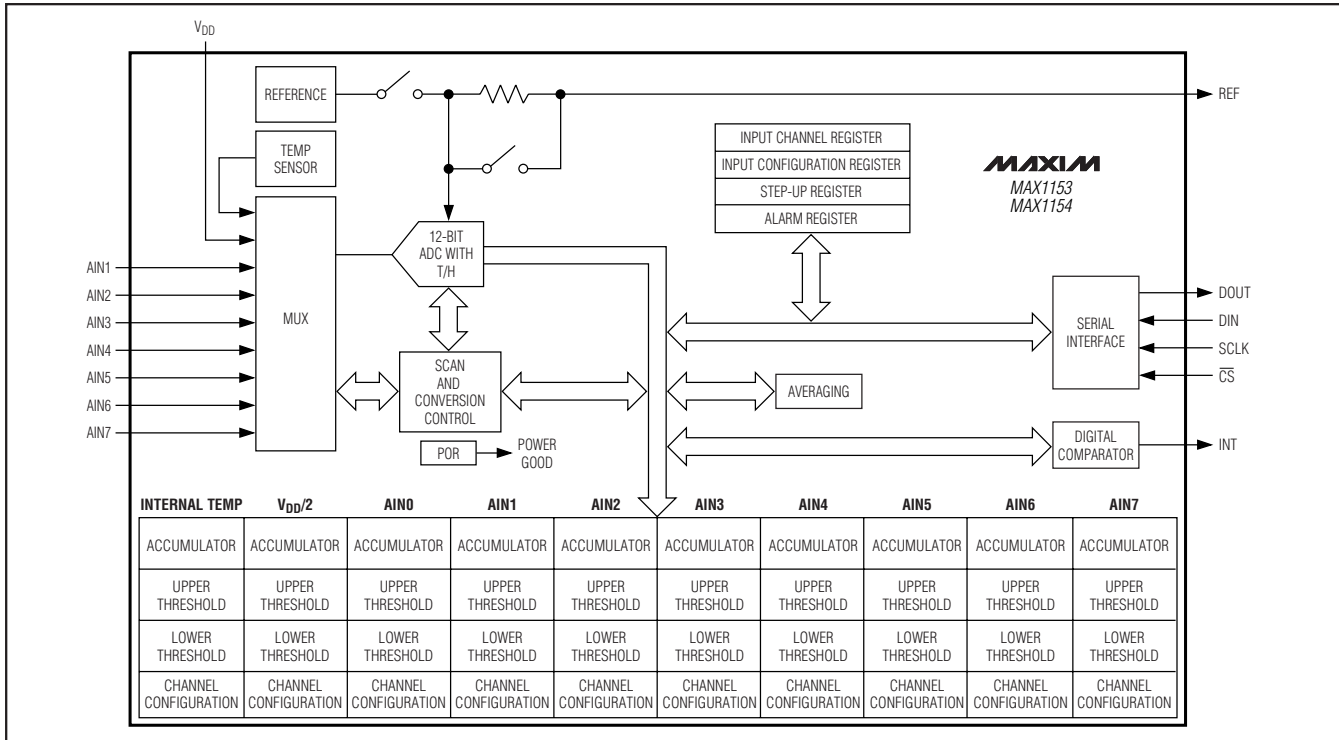 VDD
REFERENCE
REF
TEMP
SENSOR
INPUT CHANNEL REGISTER
INPUT CONFIGURATION REGISTER
STEP-UP REGISTER
ALARM REGISTER
MAXIM
MAX1153
MAX1154
12-BIT
ADC WITH
T/H
AIN1
AIN2
AIN3
AIN4
AIN5
AIN6
AIN7
MUX
SCAN
AND
CONVERSION
CONTROL
POR
POWER
GOOD
AVERAGING
SERIAL
INTERFACE
DOUT
DIN
SCLK
CS
DIGITAL
COMPARATOR
INT
INTERNAL TEMP VDD/2 AIN0 AIN1 AIN2 AIN3 AIN4 AIN5 AIN6 AIN7
ACCUMULATOR ACCUMULATOR ACCUMULATOR ACCUMULATOR ACCUMULATOR ACCUMULATOR ACCUMULATOR ACCUMULATOR ACCUMULATOR ACCUMULATOR
UPPER UPPER UPPER UPPER UPPER UPPER UPPER UPPER UPPER UPPER
THRESHOLD THRESHOLD THRESHOLD THRESHOLD THRESHOLD THRESHOLD THRESHOLD THRESHOLD THRESHOLD THRESHOLD
LOWER LOWER LOWER LOWER LOWER LOWER LOWER LOWER LOWER LOWER
THRESHOLD THRESHOLD THRESHOLD THRESHOLD THRESHOLD THRESHOLD THRESHOLD THRESHOLD THRESHOLD THRESHOLD
CHANNEL CHANNEL CHANNEL CHANNEL CHANNEL CHANNEL CHANNEL CHANNEL CHANNEL CHANNEL
CONFIGURATION CONFIGURATION CONFIGURATION CONFIGURATION CONFIGURATION CONFIGURATION CONFIGURATION CONFIGURATION CONFIGURATION CONFIGURATION